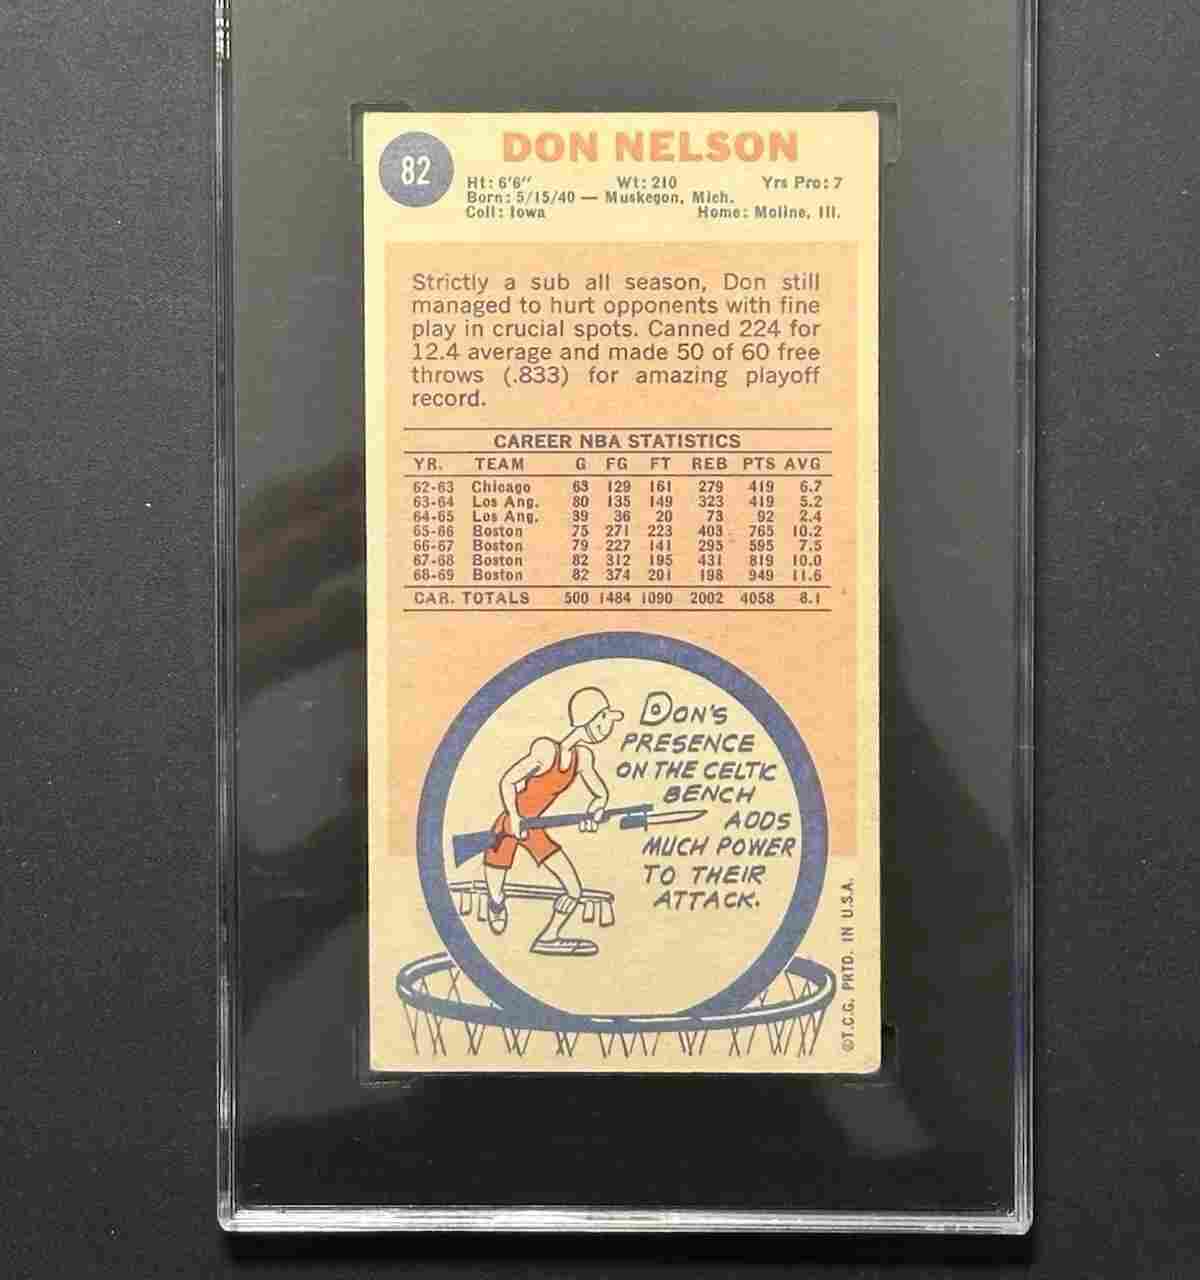 82
DON NELSON
Ht: 6'6" Wt: 210 Yrs Pro: 7
Born: 5/15/40 — Muskegon, Mich.
Coll: Iowa Home: Moline, Ill.
Strictly a sub all season, Don still
managed to hurt opponents with fine
play in crucial spots. Canned 224 for
12.4 average and made 50 of 60 free
throws (.833) for amazing playoff
record.
CAREER NBA STATISTICS
YR. TEAM G FG FT REB PTS AVG
62-63 Chicago 63 129 161 279 419 6.7
63-64 Los Ang. 80 135 149 323 419 5.2
64-65 Los Ang. 39 36 20 73 92 2.4
65-66 Boston 75 271 223 403 765 10.2
66-67 Boston 79 227 141 295 595 7.5
67-68 Boston 82 312 195 431 819 10.0
68-69 Boston 82 374 201 198 949 11.6
CAR. TOTALS 500 1484 1090 2002 4058 8.1
DON'S
PRESENCE
ON THE CELTIC
BENCH
ADDS
MUCH POWER
TO THEIR
ATTACK.
©T.C.G. PRTD. IN U.S.A.